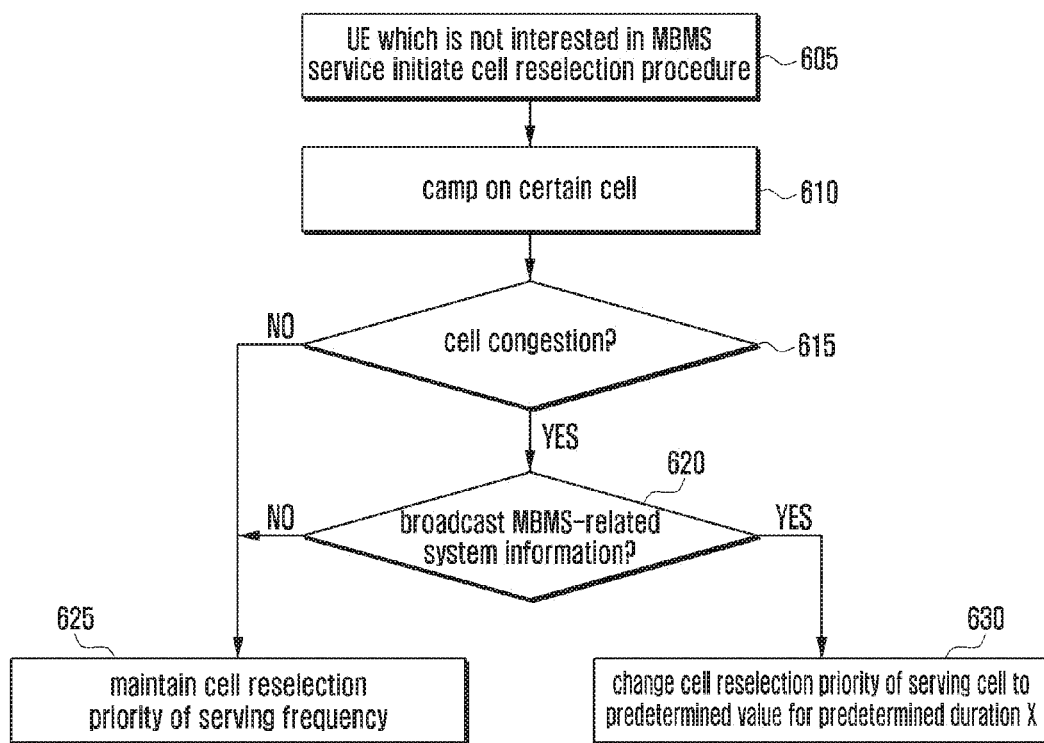 UE which is not interested in MBMS
service initiate cell reselection procedure
605
camp on certain cell
610
NO
cell congestion?
615
YES
620
NO
broadcast MBMS-related
system information?
YES
625
630
maintain cell reselection
priority of serving frequency
change cell reselection priority of serving cell to
predetermined value for predetermined duration X